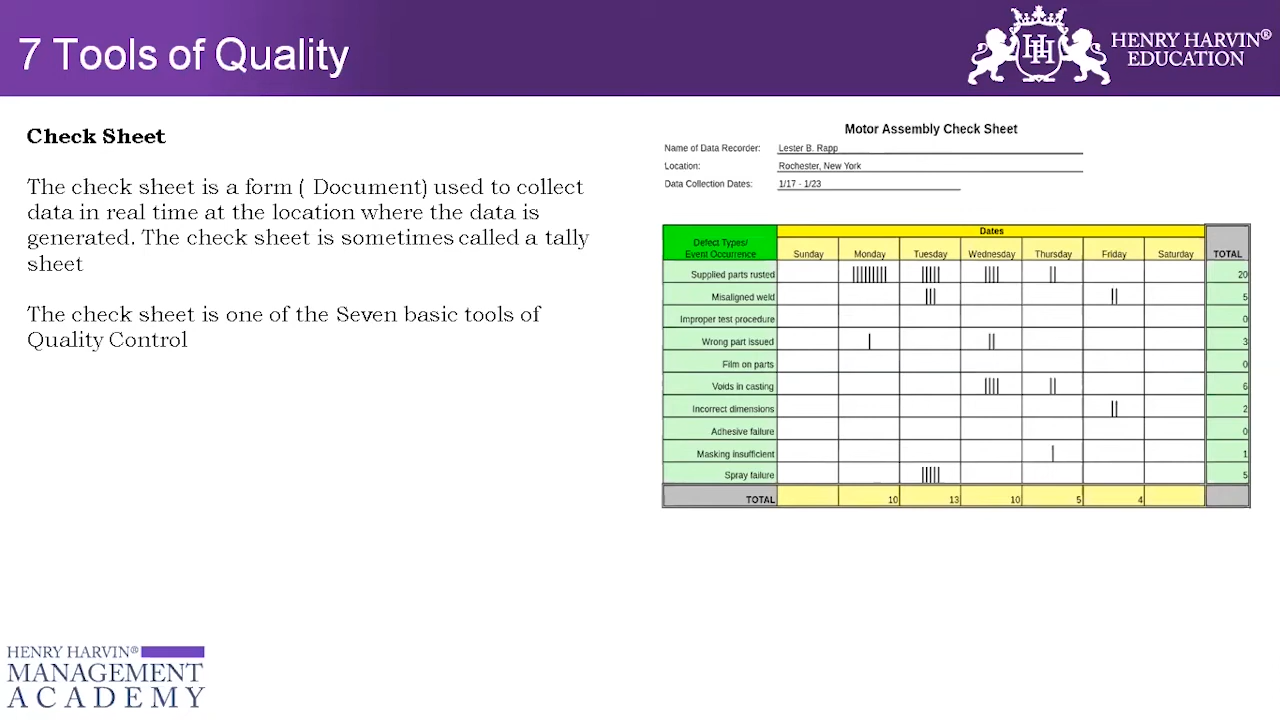 7 Tools of Quality
HENRY HARVIN®
EDUCATION
Check Sheet
The check sheet is a form ( Document) used to collect
data in real time at the location where the data is
generated. The check sheet is sometimes called a tally
sheet
The check sheet is one of the Seven basic tools of
Quality Control
Motor Assembly Check Sheet
Name of Data Recorder: Lester B. Rapp
Location: Rochester, New York
Data Collection Dates: 1/17 - 1/23
Defect Types/
Event Occurrence
Dates
Sunday Monday Tuesday Wednesday Thursday Friday Saturday TOTAL
Supplied parts rusted ||||||||| ||||| |||| || 20
Misaligned weld ||| || 5
Improper test procedure 0
Wrong part issued | || 3
Film on parts 0
Voids in casting |||| || 6
Incorrect dimensions || 2
Adhesive failure 0
Masking insufficient | 1
Spray failure ||||| 5
TOTAL 10 13 10 5 4
HENRY HARVIN®
MANAGEMENT
ACADEMY